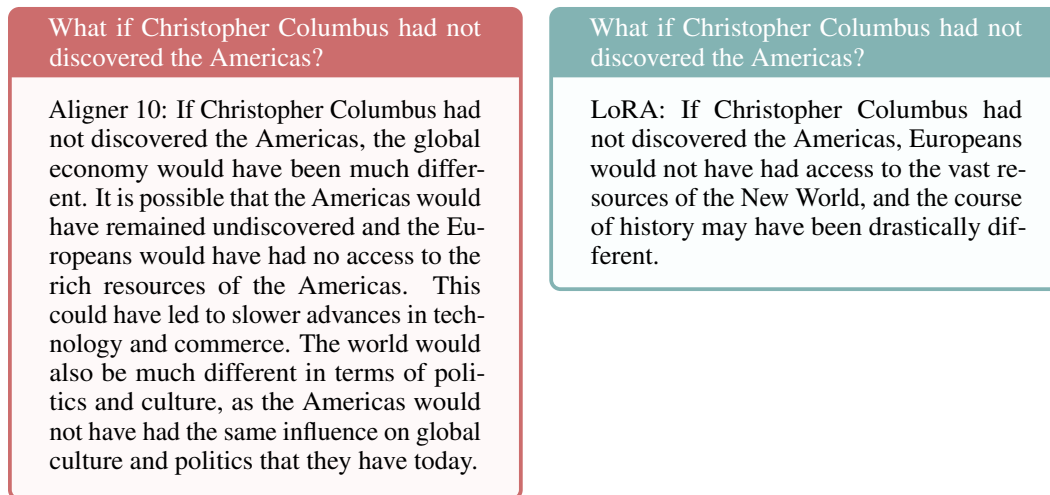 What if Christopher Columbus had not
discovered the Americas?
Aligner 10: If Christopher Columbus had
not discovered the Americas, the global
economy would have been much differ-
ent. It is possible that the Americas would
have remained undiscovered and the Eu-
ropeans would have had no access to the
rich resources of the Americas. This
could have led to slower advances in tech-
nology and commerce. The world would
also be much different in terms of poli-
tics and culture, as the Americas would
not have had the same influence on global
culture and politics that they have today.
What if Christopher Columbus had not
discovered the Americas?
LoRA: If Christopher Columbus had
not discovered the Americas, Europeans
would not have had access to the vast re-
sources of the New World, and the course
of history may have been drastically dif-
ferent.